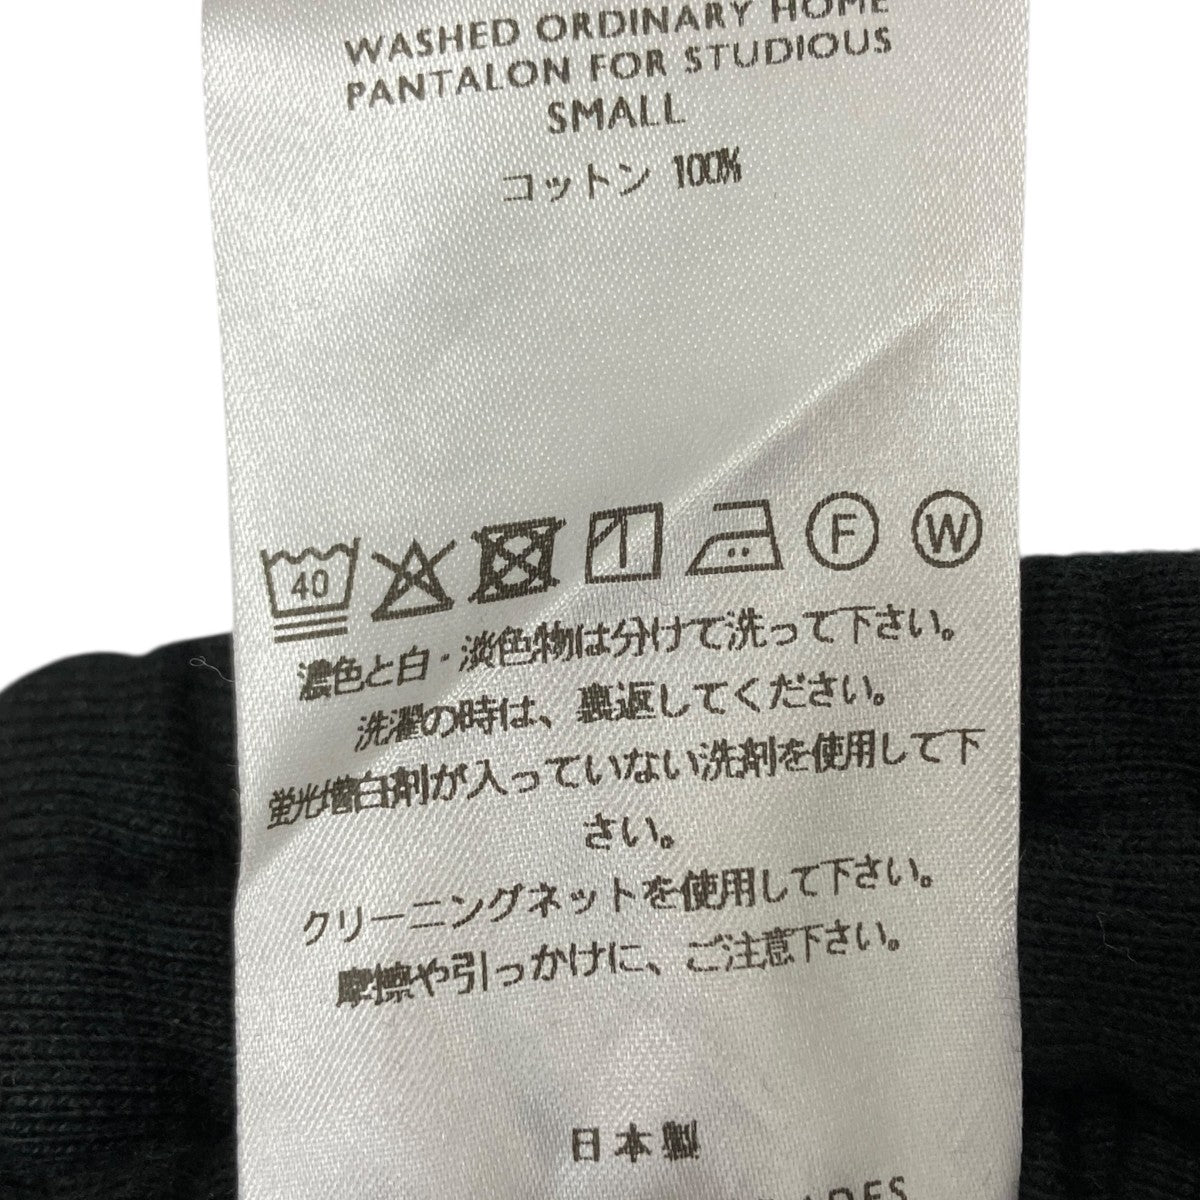 WASHED ORDINARY HOME
PANTALON FOR STUDIOUS
SMALL
コットン 100%
40 F W
濃色と白・淡色物は分けて洗って下さい。
洗濯の時は、裏返してください。
蛍光増白剤が入っていない洗剤を使用して下
さい。
クリーニングネットを使用して下さい。
摩擦や引っかけに、ご注意下さい。
日本製